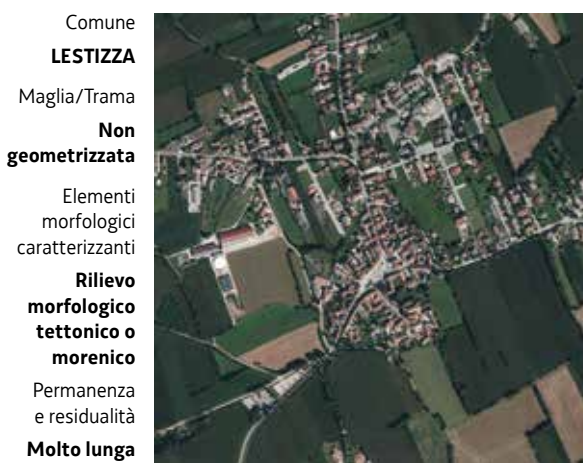 Comune
LESTIZZA
Maglia/Trama
Non
geometrizzata
Elementi
morfologici
caratterizzanti
Rilievo
morfologico
tettonico o
morenico
Permanenza
e residualità
Molto lunga